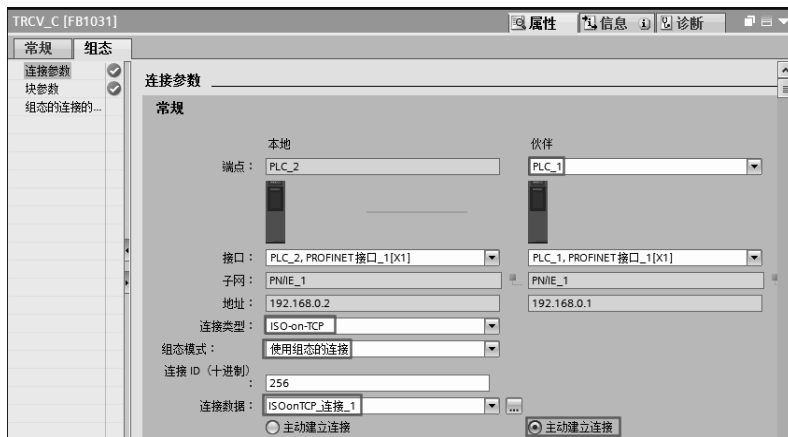 TRCV_C [FB1031]
属性 信息 诊断
常规 组态
连接参数
块参数
组态的连接的...
连接参数
常规
本地 伙伴
端点： PLC_2 PLC_1
接口： PLC_2, PROFINET接口_1[X1] PLC_1, PROFINET接口_1[X1]
子网： PN/IE_1 PN/IE_1
地址： 192.168.0.2 192.168.0.1
连接类型： ISO-on-TCP
组态模式： 使用组态的连接
连接 ID（十进制）
： 256
连接数据： ISOonTCP_连接_1 ...
主动建立连接 主动建立连接